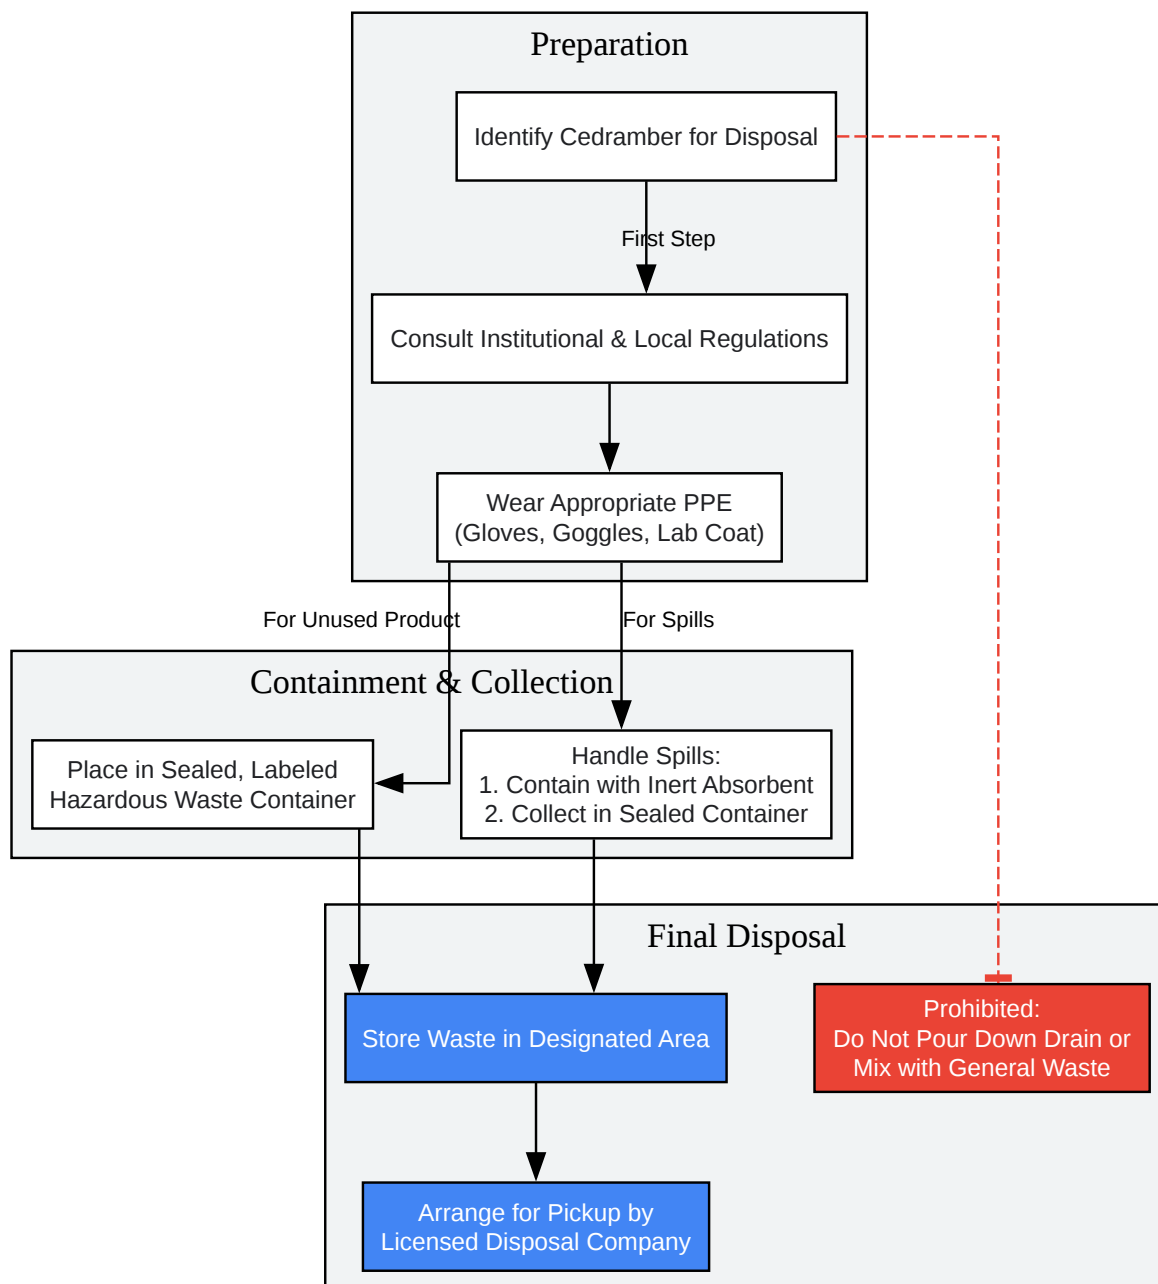 Preparation
Identify Cedramber for Disposal
First Step
Consult Institutional & Local Regulations
Wear Appropriate PPE
(Gloves, Goggles, Lab Coat)
For Unused Product
For Spills
Containment & Collection
Place in Sealed, Labeled
Hazardous Waste Container
Handle Spills:
1. Contain with Inert Absorbent
2. Collect in Sealed Container
Final Disposal
Store Waste in Designated Area
Prohibited:
Do Not Pour Down Drain or
Mix with General Waste
Arrange for Pickup by
Licensed Disposal Company